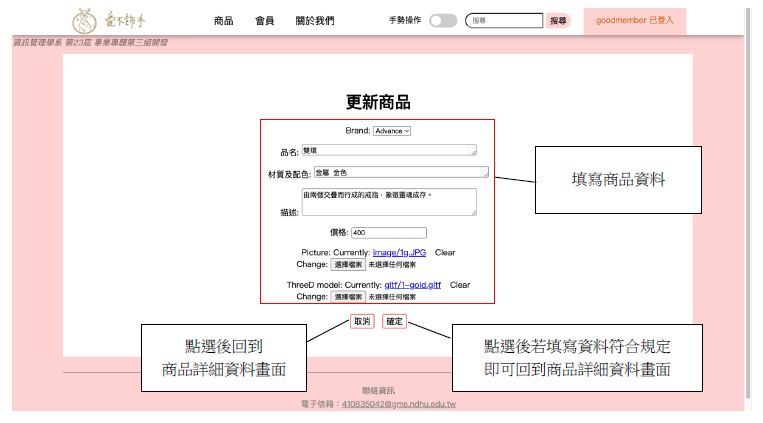 愛不飾手 商品 會員 關於我們 手勢操作 搜尋 搜尋 goodmember 已登入
資訊管理學系 第23屆 畢業專題第三組開發
更新商品
Brand: Advance
品名: 雙環
材質及配色: 金屬 金色
描述: 由兩個交疊而行成的戒指，象徵靈魂成存。
價格: 400
Picture: Currently: image/1g.JPG Clear
Change: 選擇檔案 未選擇任何檔案
ThreeD model: Currently: gltf/1-gold.gltf Clear
Change: 選擇檔案 未選擇任何檔案
取消 確定
填寫商品資料
點選後回到
商品詳細資料畫面
點選後若填寫資料符合規定
即可回到商品詳細資料畫面
聯絡資訊
電子信箱：410835042@gms.ndhu.edu.tw